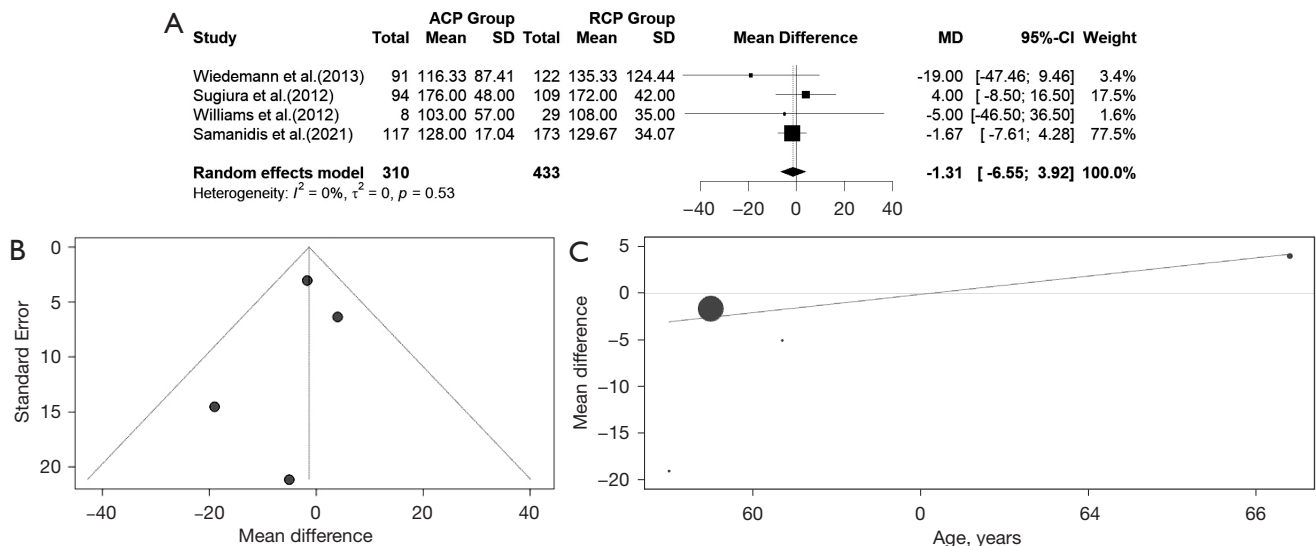 A
ACP Group RCP Group
Study Total Mean SD Total Mean SD Mean Difference MD 95%-CI Weight
Wiedemann et al.(2013) 91 116.33 87.41 122 135.33 124.44 -19.00 [-47.46; 9.46] 3.4%
Sugiura et al.(2012) 94 176.00 48.00 109 172.00 42.00 4.00 [-8.50; 16.50] 17.5%
Williams et al.(2012) 8 103.00 57.00 29 108.00 35.00 -5.00 [-46.50; 36.50] 1.6%
Samanidis et al.(2021) 117 128.00 17.04 173 129.67 34.07 -1.67 [ -7.61; 4.28] 77.5%
Random effects model 310 433 -1.31 [ -6.55; 3.92] 100.0%
Heterogeneity: I² = 0%, τ² = 0, p = 0.53
−40 −20 0 20 40
B
Standard Error
0
5
10
15
20
−40 −20 0 20 40
Mean difference
C
Mean difference
5
0
−5
−10
−15
−20
60 0 64 66
Age, years